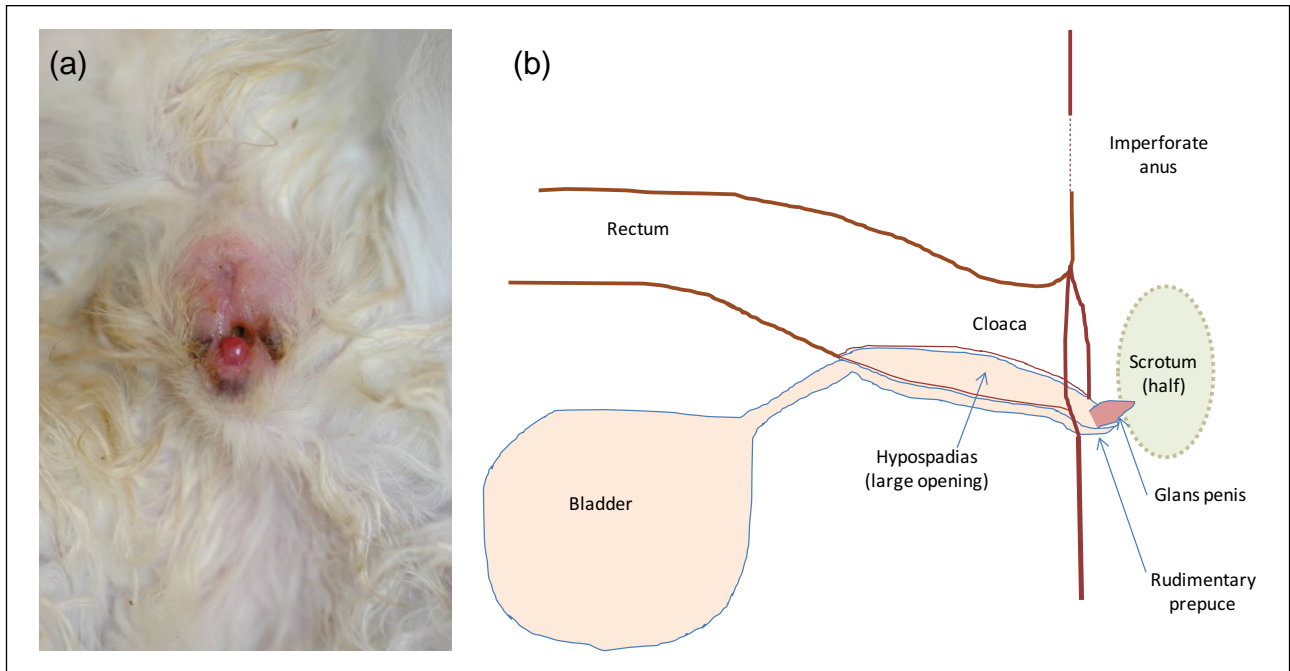 (a)
(b)
Imperforate
anus
Rectum
Cloaca
Scrotum
(half)
Hypospadias
(large opening)
Bladder
Glans penis
Rudimentary
prepuce